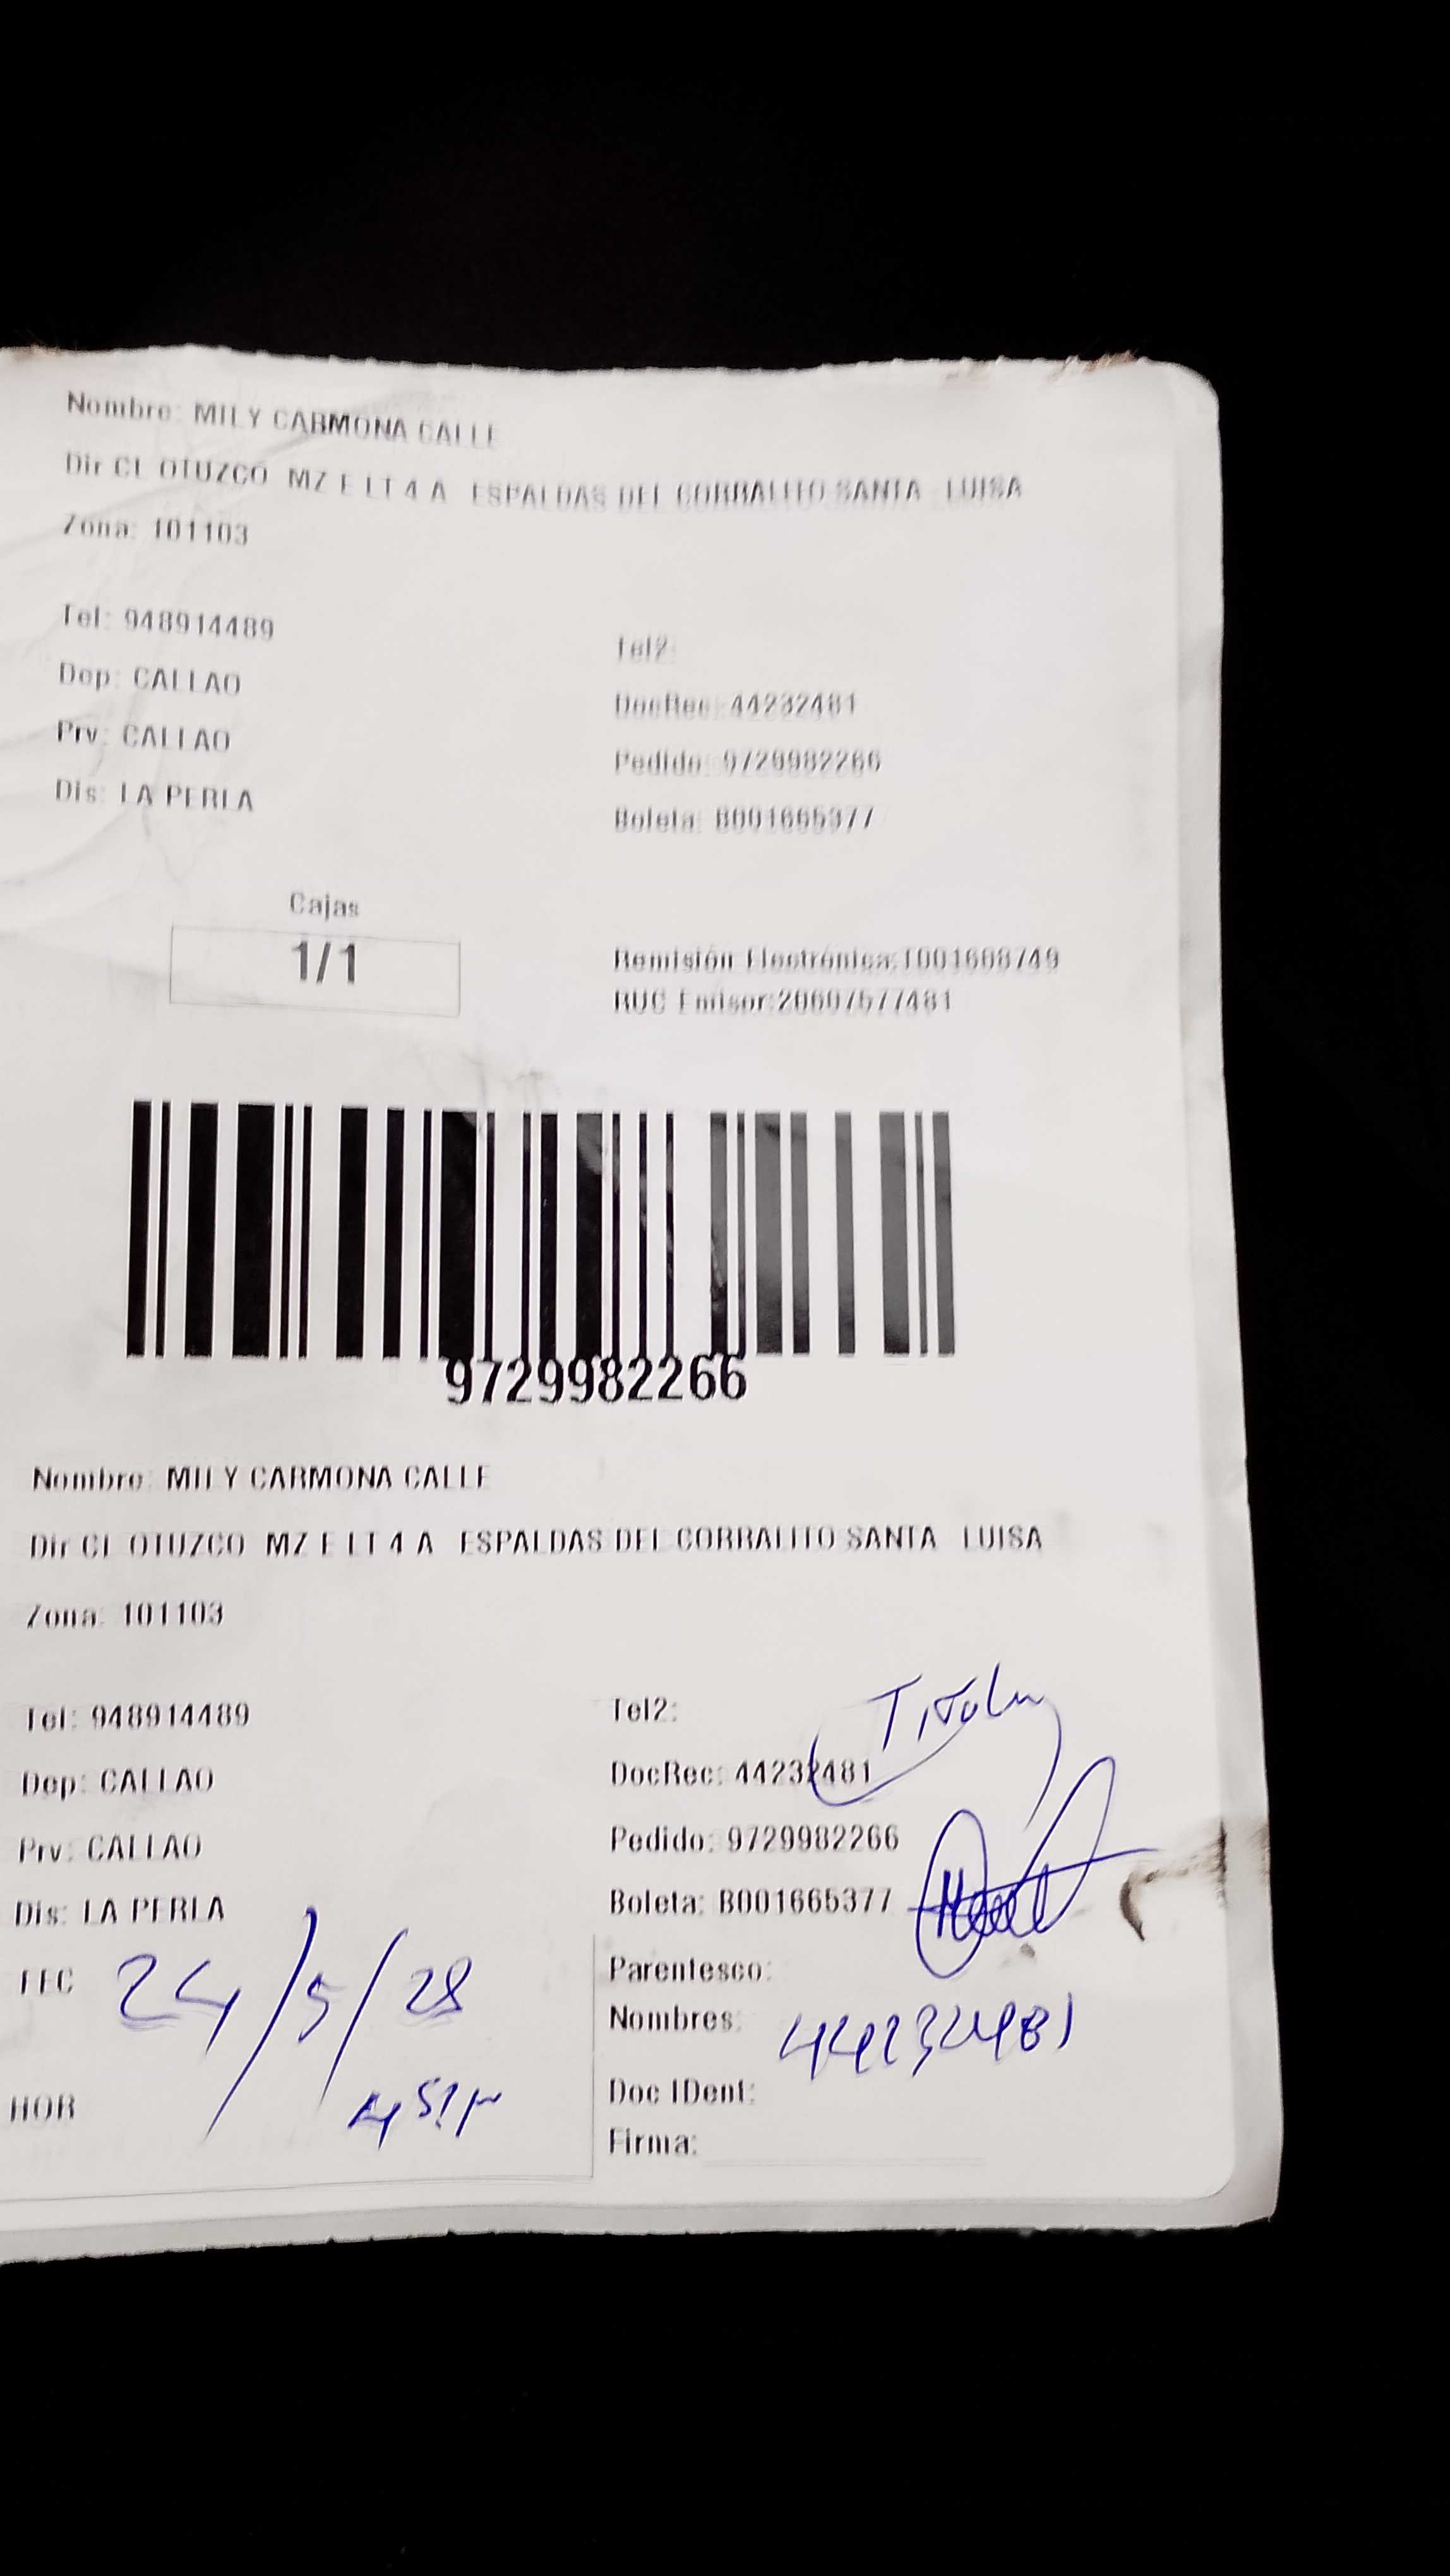 Nombre: MILY CARMONA CALLE
Dir CL OTUZCO MZ E LT 4 A ESPALDAS DEL CORRALITO SANTA LUISA
Zona: 101103
Tel: 948914489
Tel2:
Dep: CALLAO
DocRec: 44232481
Prv: CALLAO
Pedido: 9729982266
Dis: LA PERLA
Boleta: B001665377
Cajas
1/1
Remisión Electrónica:T001608749
RUC Emisor:20607577481
9729982266
Nombre: MILY CARMONA CALLE
Dir CL OTUZCO MZ E LT 4 A ESPALDAS DEL CORRALITO SANTA LUISA
Zona: 101103
Tel: 948914489
Tel2:
Titular
Dep: CALLAO
DocRec: 44232481
Prv: CALLAO
Pedido: 9729982266
Dis: LA PERLA
Boleta: B001665377
FEC 24/5/28
Parentesco:
Nombres: 44232481
HOR
Doc IDent:
Firma: